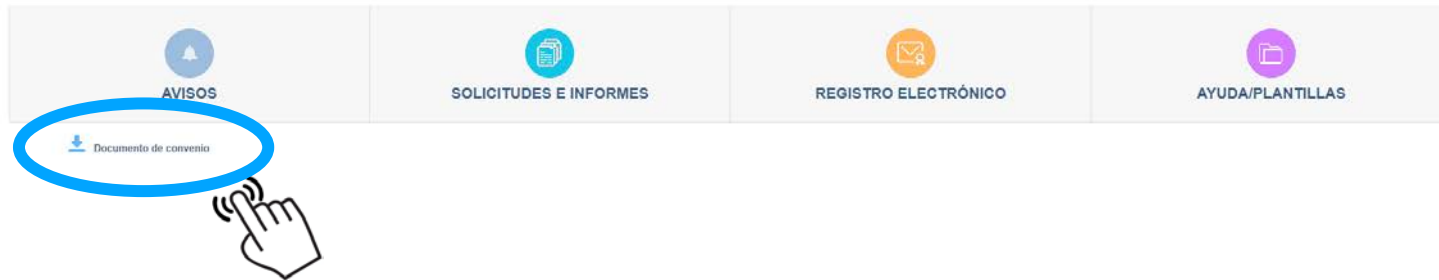 AVISOS
SOLICITUDES E INFORMES
REGISTRO ELECTRÓNICO
AYUDA/PLANTILLAS
Documento de convenio